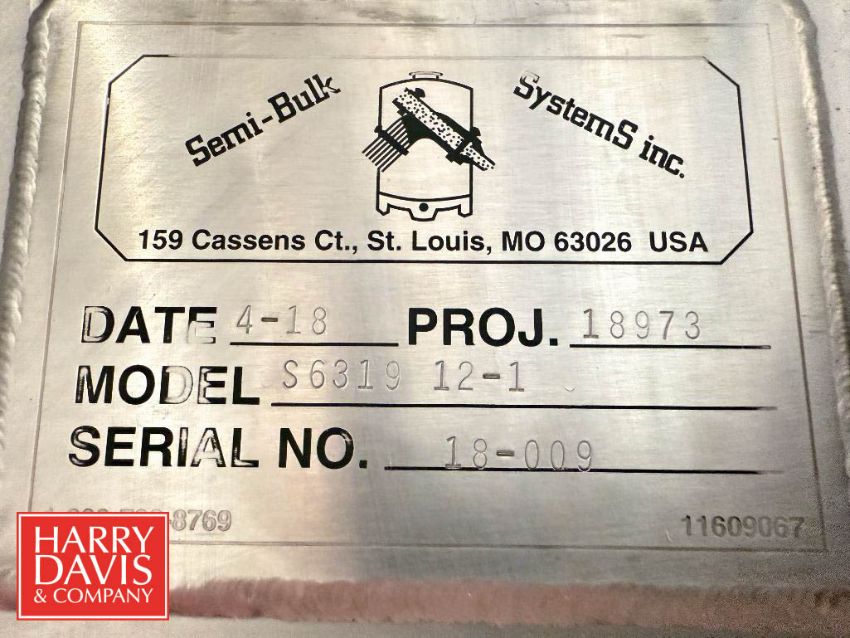 Semi-Bulk SystemS inc.
159 Cassens Ct., St. Louis, MO 63026 USA
DATE 4-18 PROJ. 18973
MODEL S6319 12-1
SERIAL NO. 18-009
8769 11609067
HARRY
DAVIS
& COMPANY